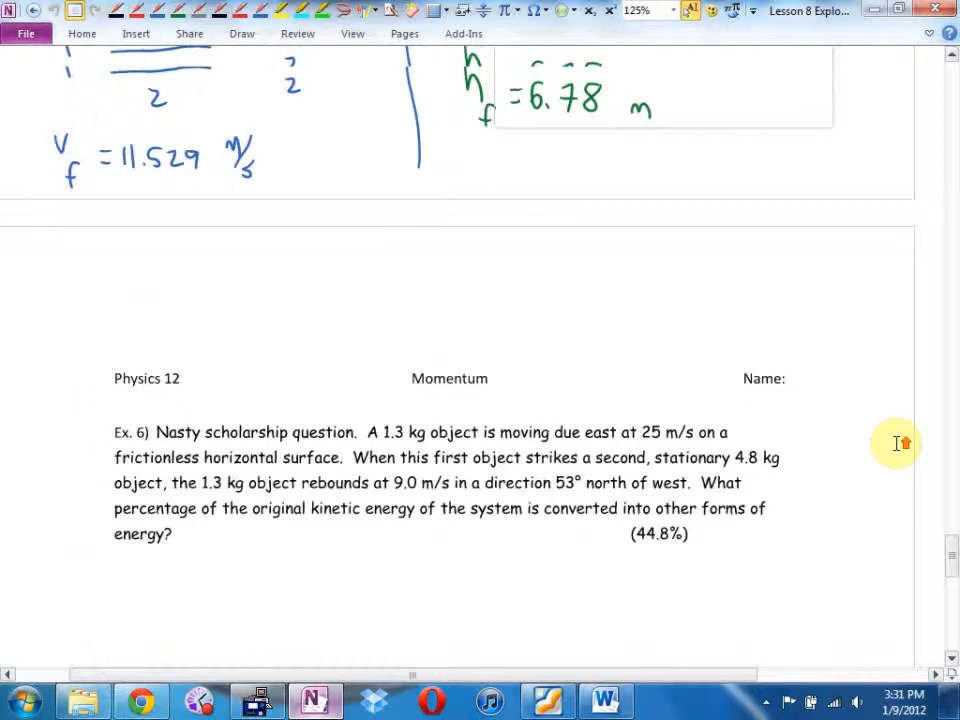 125%
Lesson 8 Explo...
File Home Insert Share Draw Review View Pages Add-Ins
2
2
h
h f = 6.78 m
v f = 11.529 m/s
Physics 12 Momentum Name:
Ex. 6) Nasty scholarship question. A 1.3 kg object is moving due east at 25 m/s on a
frictionless horizontal surface. When this first object strikes a second, stationary 4.8 kg
object, the 1.3 kg object rebounds at 9.0 m/s in a direction 53° north of west. What
percentage of the original kinetic energy of the system is converted into other forms of
energy? (44.8%)
3:31 PM
1/9/2012